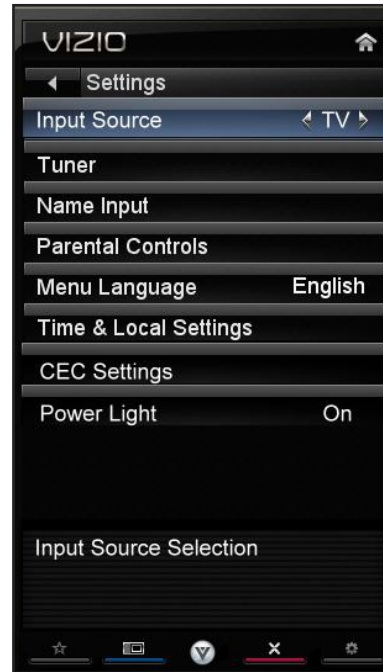 VIZIO
Settings
Input Source TV
Tuner
Name Input
Parental Controls
Menu Language English
Time & Local Settings
CEC Settings
Power Light On
Input Source Selection
V